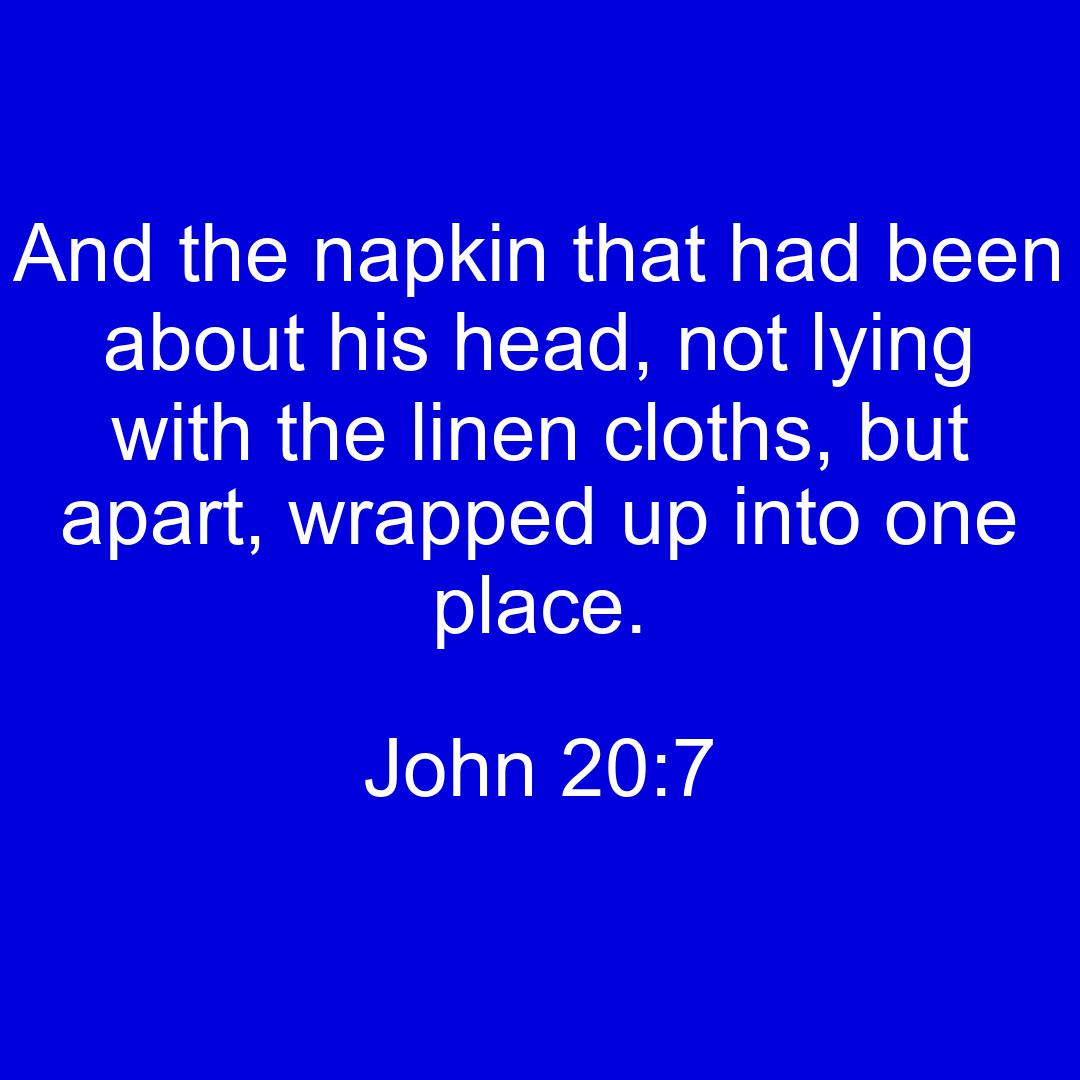 And the napkin that had been
about his head, not lying
with the linen cloths, but
apart, wrapped up into one
place.
John 20:7